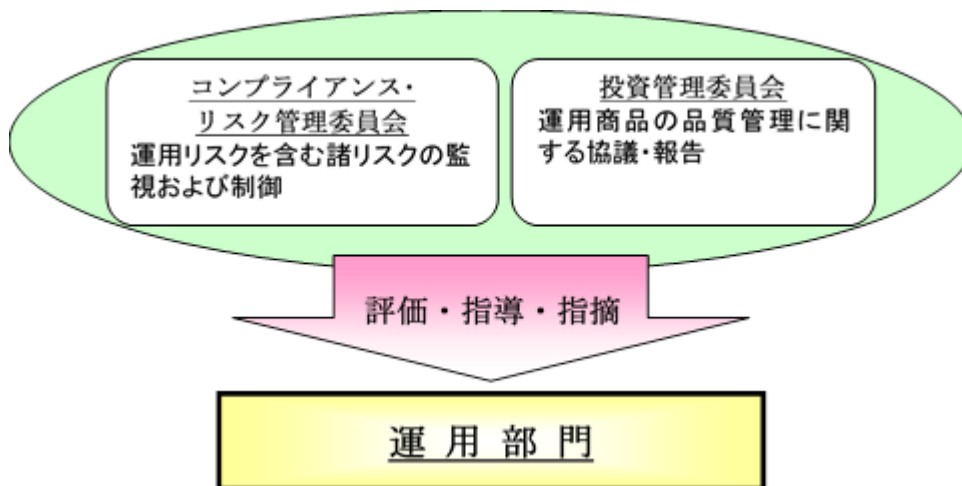 コンプライアンス・
リスク管理委員会
運用リスクを含む諸リスクの監
視および制御
投資管理委員会
運用商品の品質管理に関
する協議・報告
評価・指導・指摘
運用部門